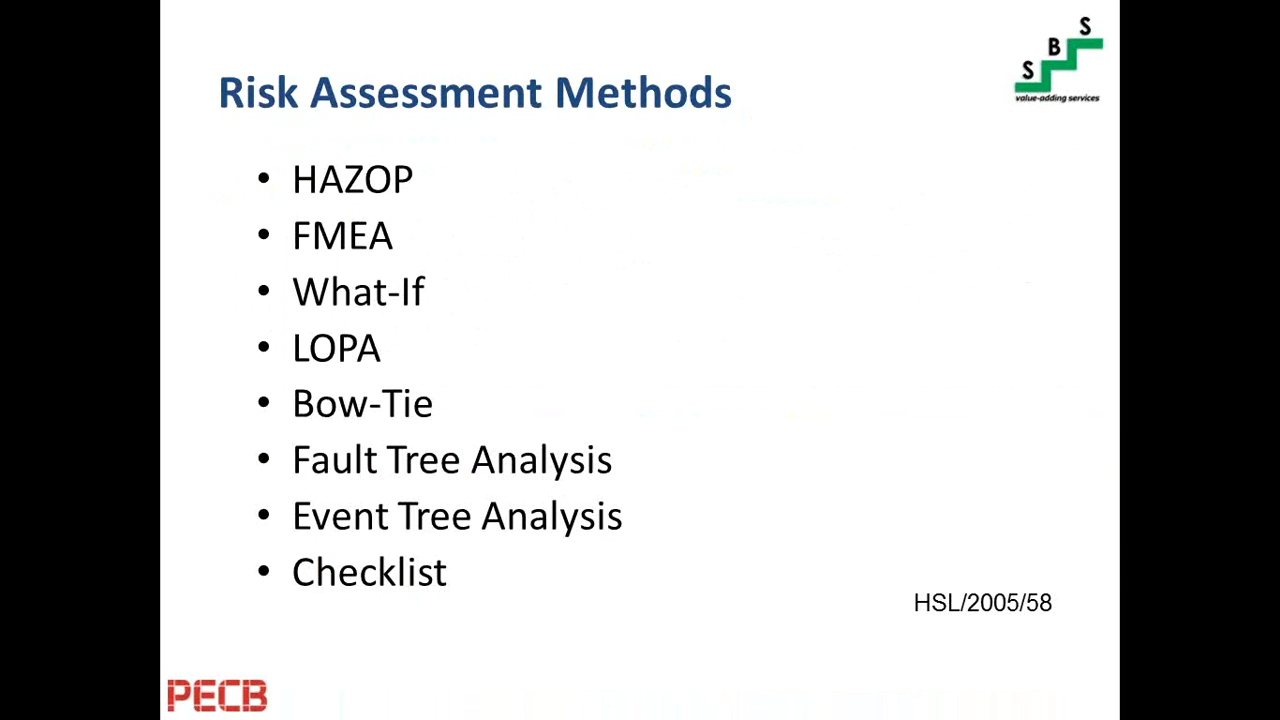 S
B
S
value-adding services
Risk Assessment Methods
• HAZOP
• FMEA
• What-If
• LOPA
• Bow-Tie
• Fault Tree Analysis
• Event Tree Analysis
• Checklist
HSL/2005/58
PECB